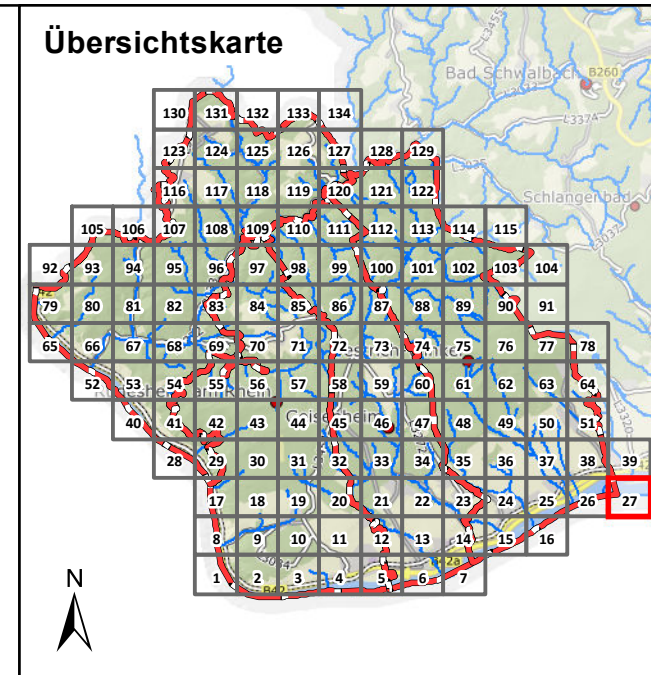 Übersichtskarte
L3455
Bad Schwalbach
B260
L3374
L3035
Schlangenbad
L3037
130 131 132 133 134
123 124 125 126 127 128 129
116 117 118 119 120 121 122
105 106 107 108 109 110 111 112 113 114 115
92 93 94 95 96 97 98 99 100 101 102 103 104
79 80 81 82 83 84 85 86 87 88 89 90 91
65 66 67 68 69 70 71 72 73 74 75 76 77 78
52 53 54 55 56 57 58 59 60 61 62 63 64
Geisenheim
40 41 42 43 44 45 46 47 48 49 50 51
L3320
28 29 30 31 32 33 34 35 36 37 38 39
17 18 19 20 21 22 23 24 25 26 27
8 9 10 11 12 13 14 15 16
L3034
B42a
1 2 3 4 5 6 7
B42
N